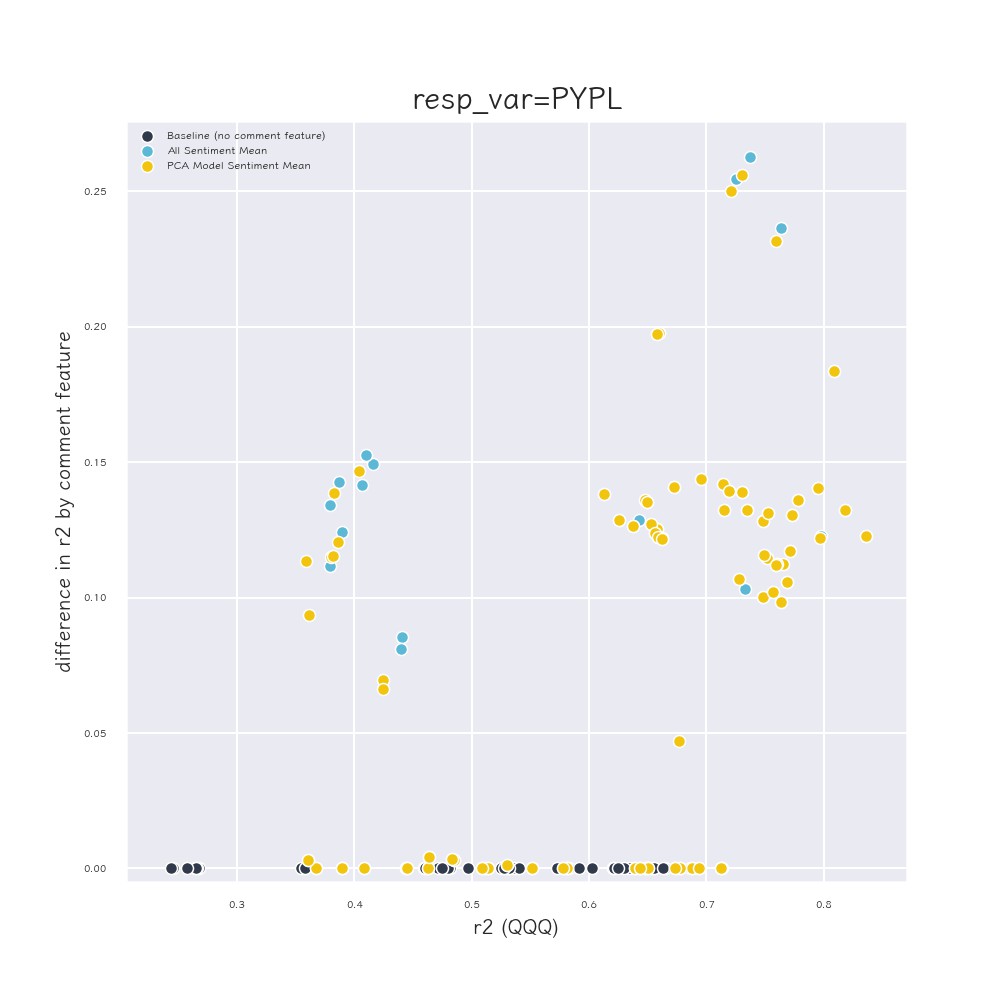 resp_var=PYPL
Baseline (no comment feature)
All Sentiment Mean
PCA Model Sentiment Mean
difference in r2 by comment feature
0.25
0.20
0.15
0.10
0.05
0.00
0.3 0.4 0.5 0.6 0.7 0.8
r2 (QQQ)